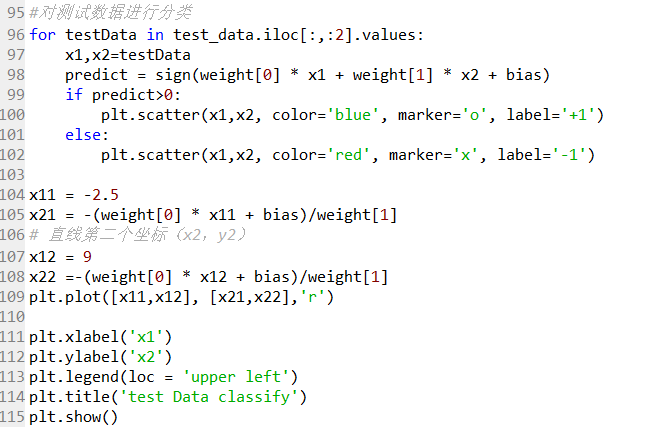 95 #对测试数据进行分类
96 for testData in test_data.iloc[:,:2].values:
97     x1,x2=testData
98     predict = sign(weight[0] * x1 + weight[1] * x2 + bias)
99     if predict>0:
100         plt.scatter(x1,x2, color='blue', marker='o', label='+1')
101     else:
102         plt.scatter(x1,x2, color='red', marker='x', label='-1')
103
104 x11 = -2.5
105 x21 = -(weight[0] * x11 + bias)/weight[1]
106 # 直线第二个坐标（x2，y2）
107 x12 = 9
108 x22 =-(weight[0] * x12 + bias)/weight[1]
109 plt.plot([x11,x12], [x21,x22],'r')
110
111 plt.xlabel('x1')
112 plt.ylabel('x2')
113 plt.legend(loc = 'upper left')
114 plt.title('test Data classify')
115 plt.show()